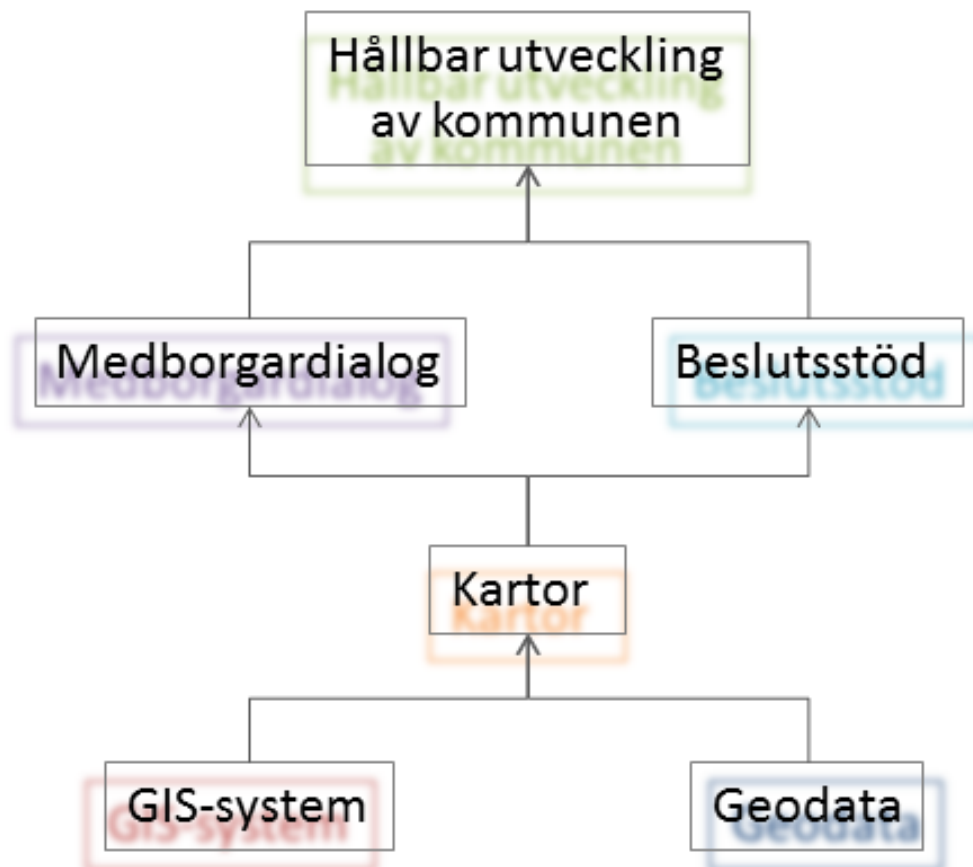 Hållbar utveckling
av kommunen
Medborgardialog
Beslutsstöd
Kartor
GIS-system
Geodata